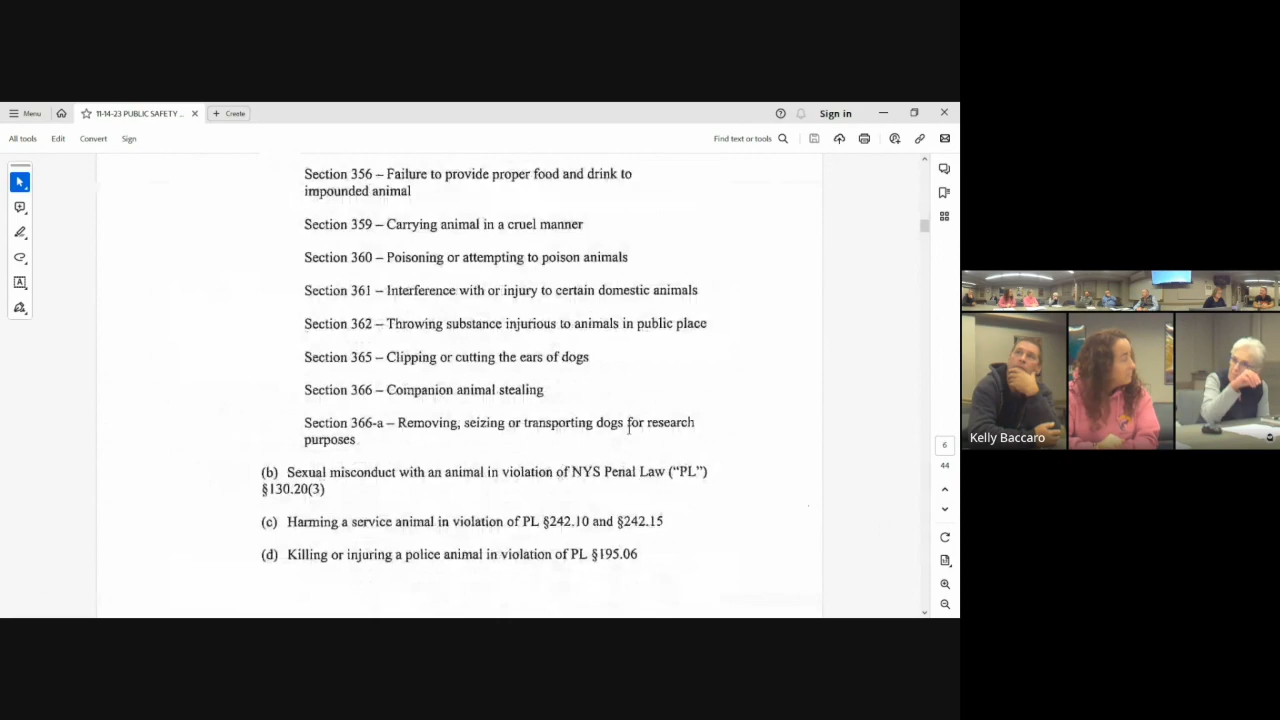 Menu
11-14-23 PUBLIC SAFETY ...
Create
Sign in
All tools
Edit
Convert
Sign
Find text or tools
Section 356 – Failure to provide proper food and drink to
impounded animal
Section 359 – Carrying animal in a cruel manner
Section 360 – Poisoning or attempting to poison animals
Section 361 – Interference with or injury to certain domestic animals
Section 362 – Throwing substance injurious to animals in public place
Section 365 – Clipping or cutting the ears of dogs
Section 366 – Companion animal stealing
Section 366-a – Removing, seizing or transporting dogs for research
purposes
(b) Sexual misconduct with an animal in violation of NYS Penal Law (“PL”)
§130.20(3)
(c) Harming a service animal in violation of PL §242.10 and §242.15
(d) Killing or injuring a police animal in violation of PL §195.06
6
44
Kelly Baccaro